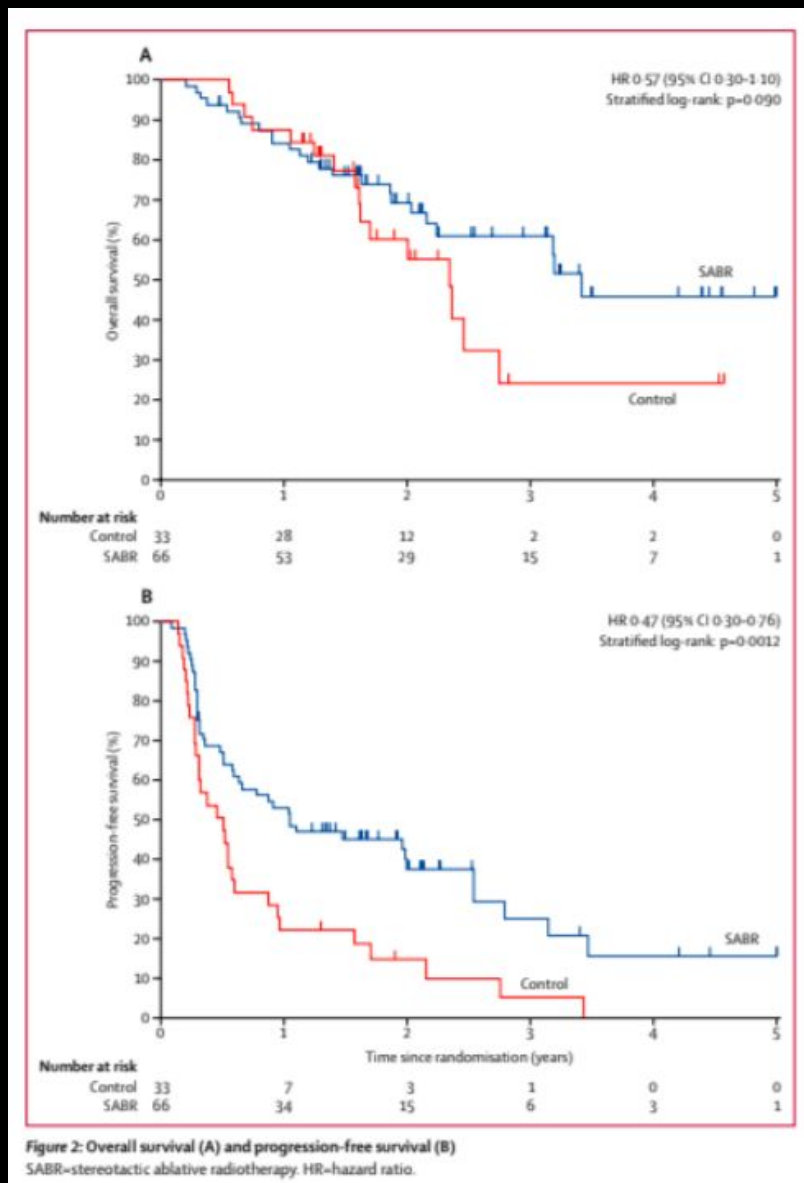 A
HR 0·57 (95% CI 0·30–1·10)
Stratified log-rank: p=0·090
Overall survival (%)
100
90
80
70
60
50
40
30
20
10
0
SABR
Control
0 1 2 3 4 5
Number at risk
Control 33 28 12 2 2 0
SABR 66 53 29 15 7 1
B
HR 0·47 (95% CI 0·30–0·76)
Stratified log-rank: p=0·0012
Progression-free survival (%)
100
90
80
70
60
50
40
30
20
10
0
SABR
Control
0 1 2 3 4 5
Time since randomisation (years)
Number at risk
Control 33 7 3 1 0 0
SABR 66 34 15 6 3 1
Figure 2: Overall survival (A) and progression-free survival (B)
SABR=stereotactic ablative radiotherapy. HR=hazard ratio.